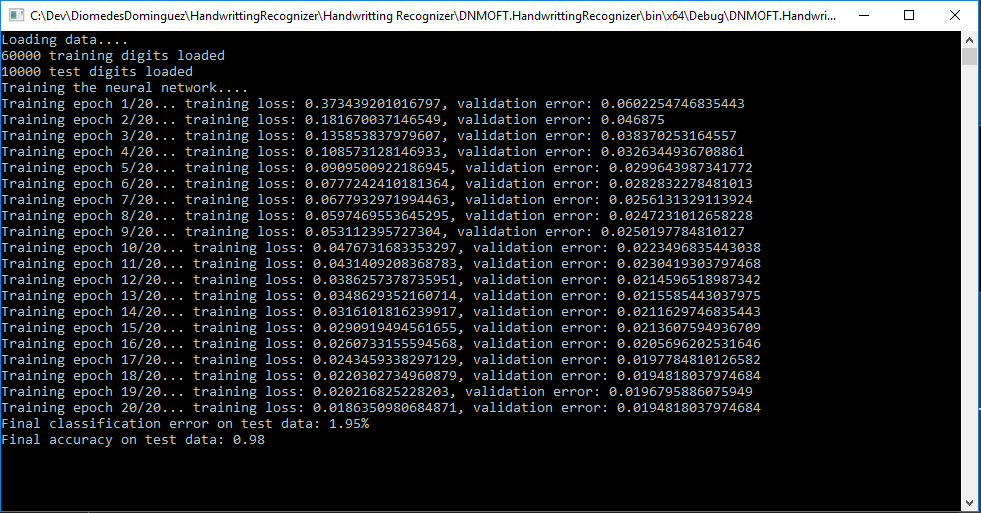 C:\Dev\DiomedesDominguez\HandwrittingRecognizer\Handwritting Recognizer\DNMOFT.HandwrittingRecognizer\bin\x64\Debug\DNMOFT.Handwri...
Loading data....
60000 training digits loaded
10000 test digits loaded
Training the neural network....
Training epoch 1/20... training loss: 0.373439201016797, validation error: 0.0602254746835443
Training epoch 2/20... training loss: 0.181670037146549, validation error: 0.046875
Training epoch 3/20... training loss: 0.135853837979607, validation error: 0.038370253164557
Training epoch 4/20... training loss: 0.108573128146933, validation error: 0.0326344936708861
Training epoch 5/20... training loss: 0.0909500922186945, validation error: 0.0299643987341772
Training epoch 6/20... training loss: 0.0777242410181364, validation error: 0.0282832278481013
Training epoch 7/20... training loss: 0.0677932971994463, validation error: 0.0256131329113924
Training epoch 8/20... training loss: 0.0597469553645295, validation error: 0.0247231012658228
Training epoch 9/20... training loss: 0.053112395727304, validation error: 0.0250197784810127
Training epoch 10/20... training loss: 0.0476731683353297, validation error: 0.0223496835443038
Training epoch 11/20... training loss: 0.0431409208368783, validation error: 0.0230419303797468
Training epoch 12/20... training loss: 0.0386257378735951, validation error: 0.0214596518987342
Training epoch 13/20... training loss: 0.0348629352160714, validation error: 0.0215585443037975
Training epoch 14/20... training loss: 0.0316101816239917, validation error: 0.0211629746835443
Training epoch 15/20... training loss: 0.0290919494561655, validation error: 0.0213607594936709
Training epoch 16/20... training loss: 0.0260733155594568, validation error: 0.0205696202531646
Training epoch 17/20... training loss: 0.0243459338297129, validation error: 0.0197784810126582
Training epoch 18/20... training loss: 0.0220302734960879, validation error: 0.0194818037974684
Training epoch 19/20... training loss: 0.020216825228203, validation error: 0.0196795886075949
Training epoch 20/20... training loss: 0.0186350980684871, validation error: 0.0194818037974684
Final classification error on test data: 1.95%
Final accuracy on test data: 0.98